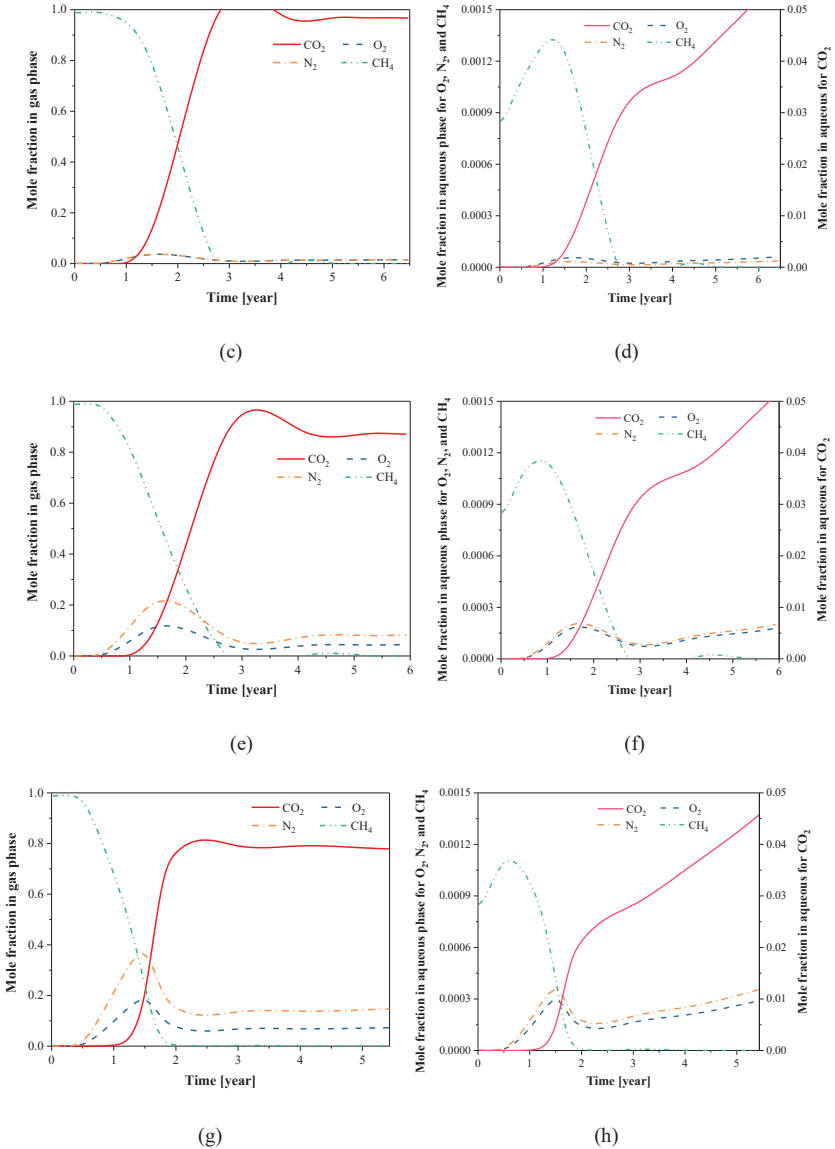 1.0
0.8
0.6
0.4
0.2
0.0
Mole fraction in gas phase
CO2 O2
N2 CH4
0 1 2 3 4 5 6
Time [year]
(c)
0.0015
0.0012
0.0009
0.0006
0.0003
0.0000
Mole fraction in aqueous phase for O2, N2, and CH4
CO2 O2
N2 CH4
0.05
0.04
0.03
0.02
0.01
0.00
Mole fraction in aqueous for CO2
0 1 2 3 4 5 6
Time [year]
(d)
1.0
0.8
0.6
0.4
0.2
0.0
Mole fraction in gas phase
CO2 O2
N2 CH4
0 1 2 3 4 5 6
Time [year]
(e)
0.0015
0.0012
0.0009
0.0006
0.0003
0.0000
Mole fraction in aqueous phase for O2, N2, and CH4
CO2 O2
N2 CH4
0.05
0.04
0.03
0.02
0.01
0.00
Mole fraction in aqueous for CO2
0 1 2 3 4 5 6
Time [year]
(f)
1.0
0.8
0.6
0.4
0.2
0.0
Mole fraction in gas phase
CO2 O2
N2 CH4
0 1 2 3 4 5
Time [year]
(g)
0.0015
0.0012
0.0009
0.0006
0.0003
0.0000
Mole fraction in aqueous phase for O2, N2, and CH4
CO2 O2
N2 CH4
0.05
0.04
0.03
0.02
0.01
0.00
Mole fraction in aqueous for CO2
0 1 2 3 4 5
Time [year]
(h)